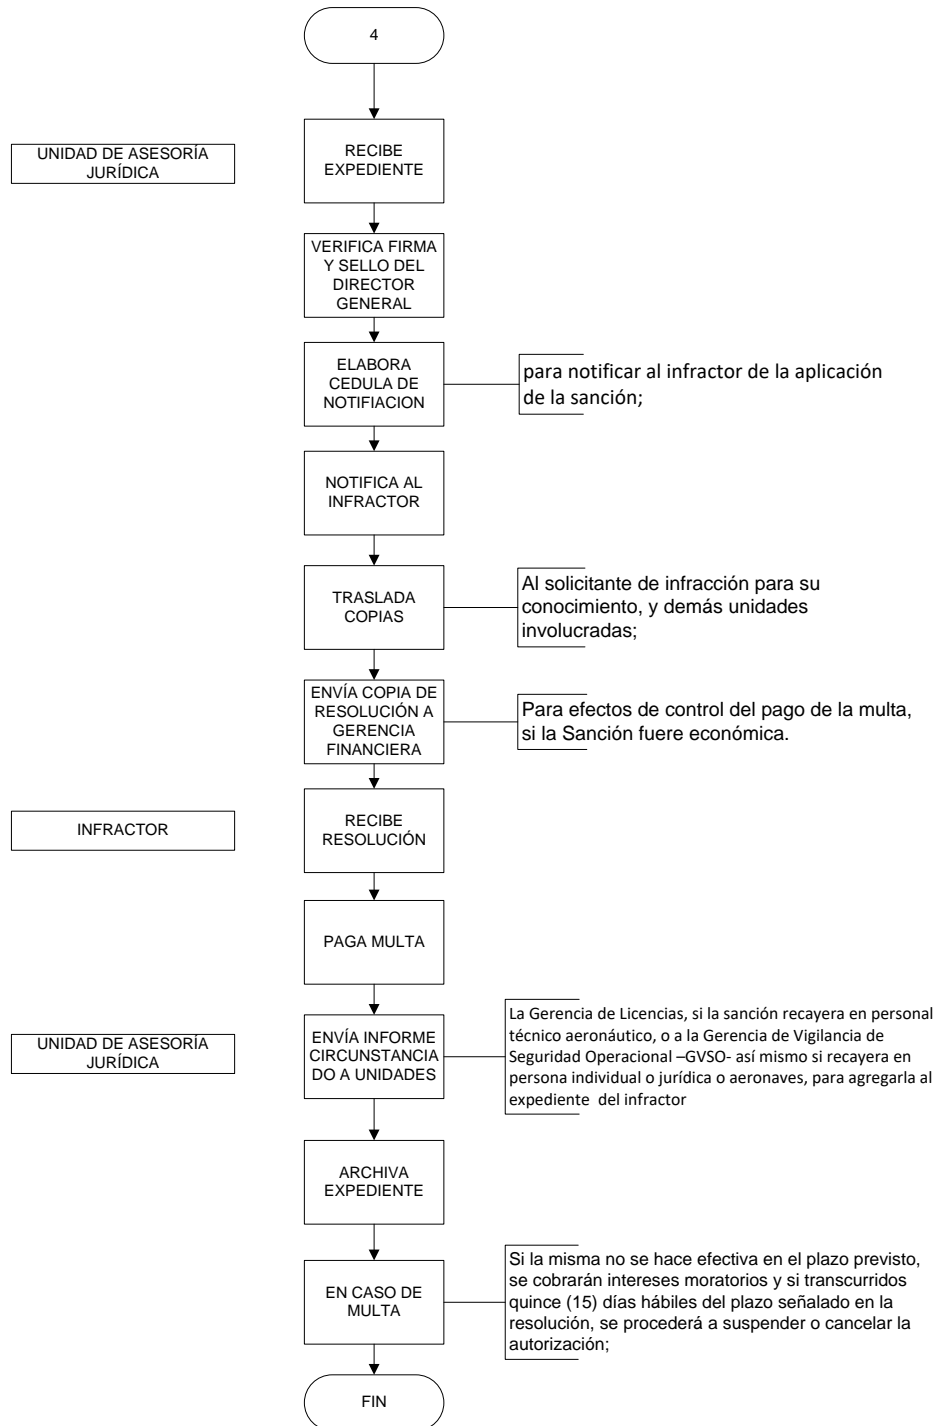 4
UNIDAD DE ASESORÍA
JURÍDICA
RECIBE
EXPEDIENTE
VERIFICA FIRMA
Y SELLO DEL
DIRECTOR
GENERAL
ELABORA
CEDULA DE
NOTIFIACION
para notificar al infractor de la aplicación
de la sanción;
NOTIFICA AL
INFRACTOR
TRASLADA
COPIAS
Al solicitante de infracción para su
conocimiento, y demás unidades
involucradas;
ENVÍA COPIA DE
RESOLUCIÓN A
GERENCIA
FINANCIERA
Para efectos de control del pago de la multa,
si la Sanción fuere económica.
INFRACTOR
RECIBE
RESOLUCIÓN
PAGA MULTA
UNIDAD DE ASESORÍA
JURÍDICA
ENVÍA INFORME
CIRCUNSTANCIA
DO A UNIDADES
La Gerencia de Licencias, si la sanción recayera en personal
técnico aeronáutico, o a la Gerencia de Vigilancia de
Seguridad Operacional –GVSO- así mismo si recayera en
persona individual o jurídica o aeronaves, para agregarla al
expediente del infractor
ARCHIVA
EXPEDIENTE
EN CASO DE
MULTA
Si la misma no se hace efectiva en el plazo previsto,
se cobrarán intereses moratorios y si transcurridos
quince (15) días hábiles del plazo señalado en la
resolución, se procederá a suspender o cancelar la
autorización;
FIN